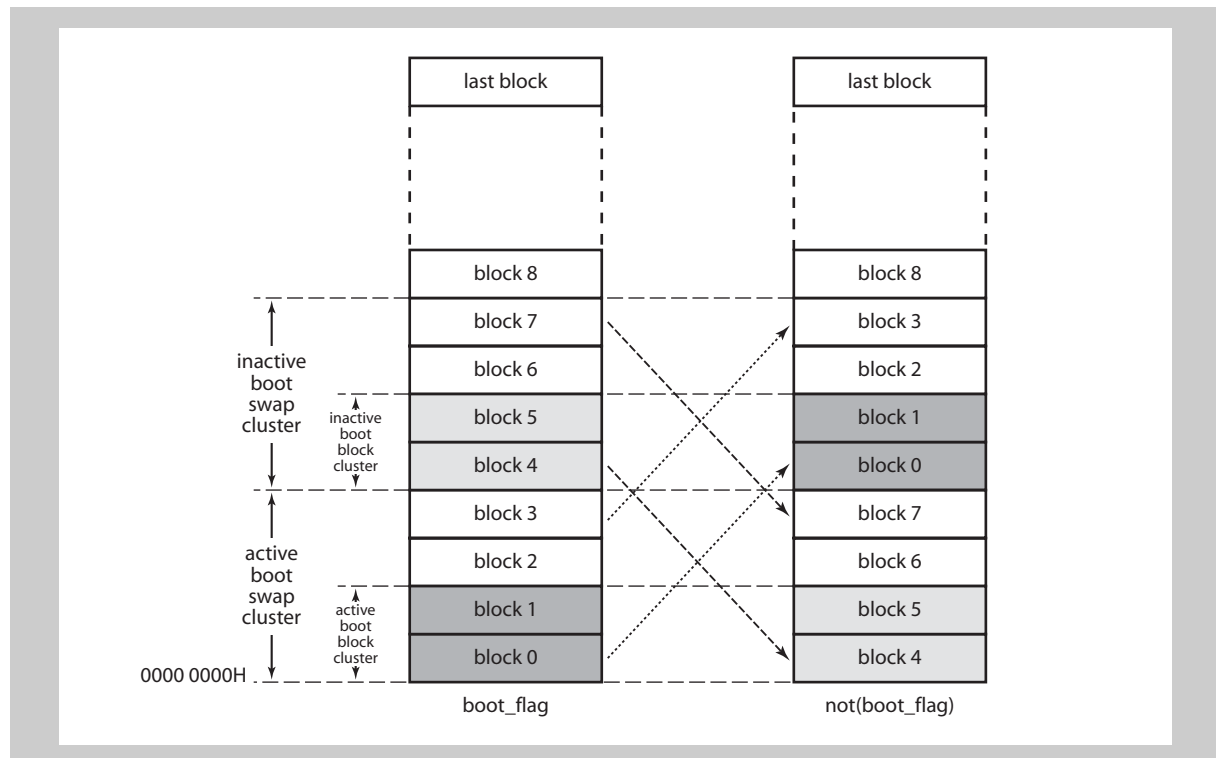 last block
last block
block 8
block 8
block 7
block 3
inactive
boot
swap
cluster
block 6
block 2
inactive
boot
block
cluster
block 5
block 1
block 4
block 0
block 3
block 7
active
boot
swap
cluster
block 2
block 6
active
boot
block
cluster
block 1
block 5
block 0
block 4
0000 0000H
boot_flag
not(boot_flag)